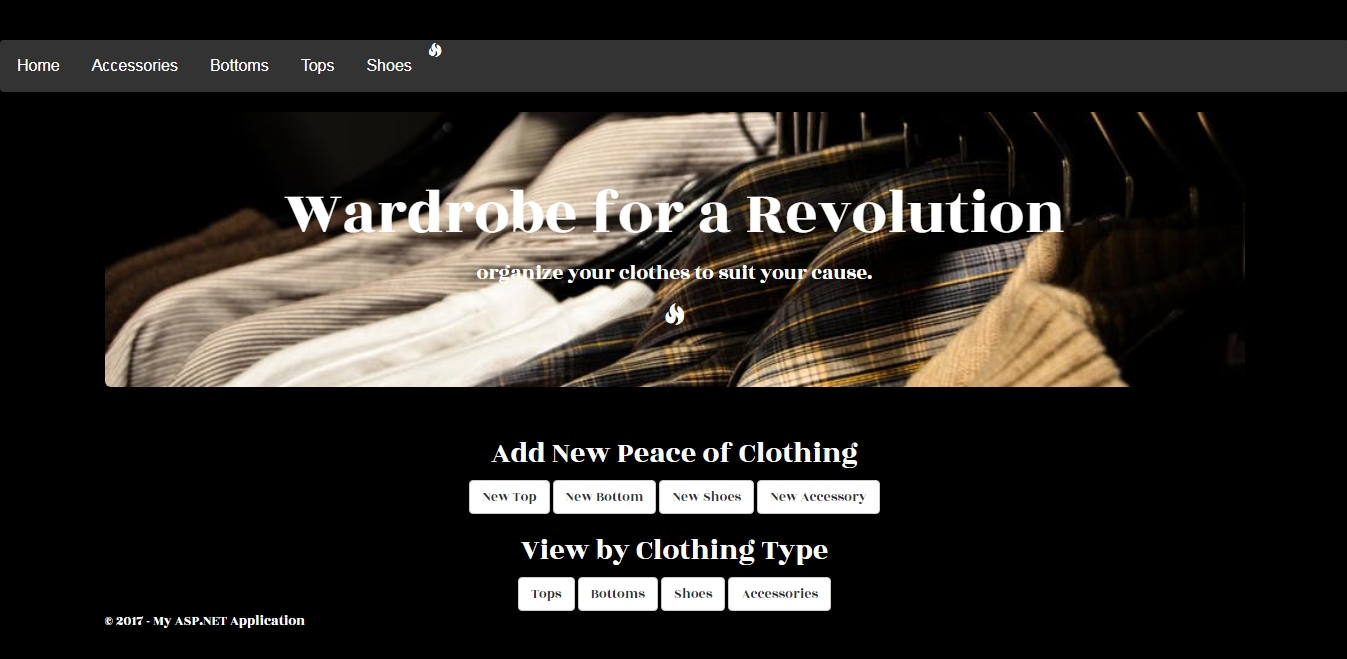 Home Accessories Bottoms Tops Shoes
Wardrobe for a Revolution
organize your clothes to suit your cause.
Add New Peace of Clothing
New Top New Bottom New Shoes New Accessory
View by Clothing Type
Tops Bottoms Shoes Accessories
© 2017 - My ASP.NET Application